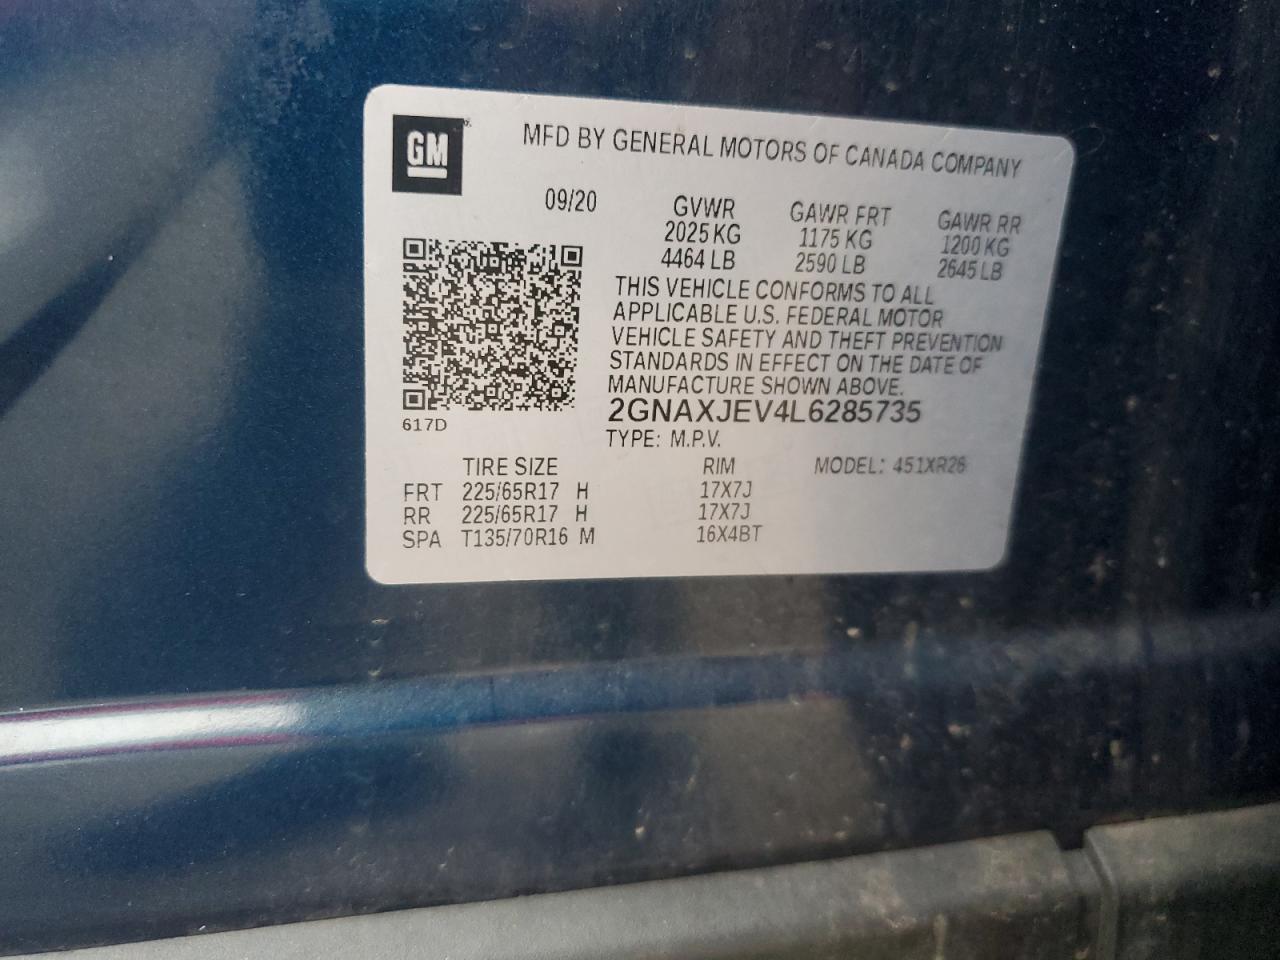 GM
MFD BY GENERAL MOTORS OF CANADA COMPANY
09/20 GVWR GAWR FRT GAWR RR
2025 KG 1175 KG 1200 KG
4464 LB 2590 LB 2645 LB
THIS VEHICLE CONFORMS TO ALL
APPLICABLE U.S. FEDERAL MOTOR
VEHICLE SAFETY AND THEFT PREVENTION
STANDARDS IN EFFECT ON THE DATE OF
MANUFACTURE SHOWN ABOVE.
2GNAXJEV4L6285735
617D
TYPE: M.P.V.
TIRE SIZE RIM MODEL: 451XR26
FRT 225/65R17 H 17X7J
RR 225/65R17 H 17X7J
SPA T135/70R16 M 16X4BT